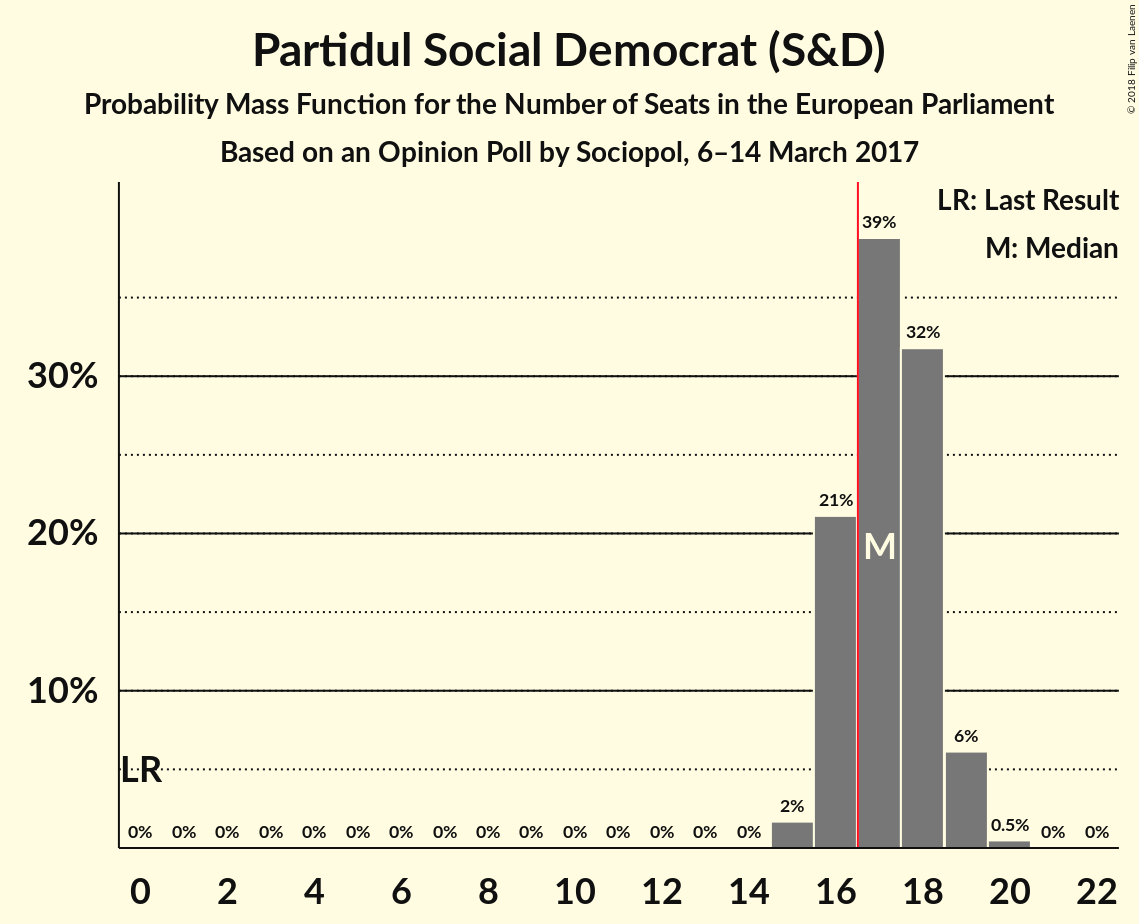 Partidul Social Democrat (S&D)
Probability Mass Function for the Number of Seats in the European Parliament
Based on an Opinion Poll by Sociopol, 6–14 March 2017
© 2018 Filip van Laenen
LR: Last Result
M: Median
39%
32%
30%
21%
20%
M
10%
6%
LR
2%
0% 0% 0% 0% 0% 0% 0% 0% 0% 0% 0% 0% 0% 0% 0% 0.5% 0% 0%
0 2 4 6 8 10 12 14 16 18 20 22